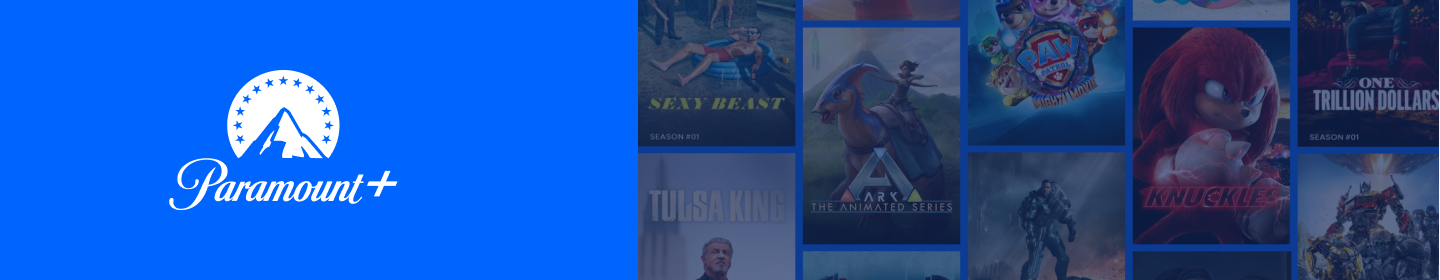 Paramount+
SEXY BEAST
SEASON #01
TULSA KING
ARK
THE ANIMATED SERIES
PAW
PATROL
MIGHTY MOVIE
KNUCKLES
ONE
TRILLION DOLLARS
SEASON #01